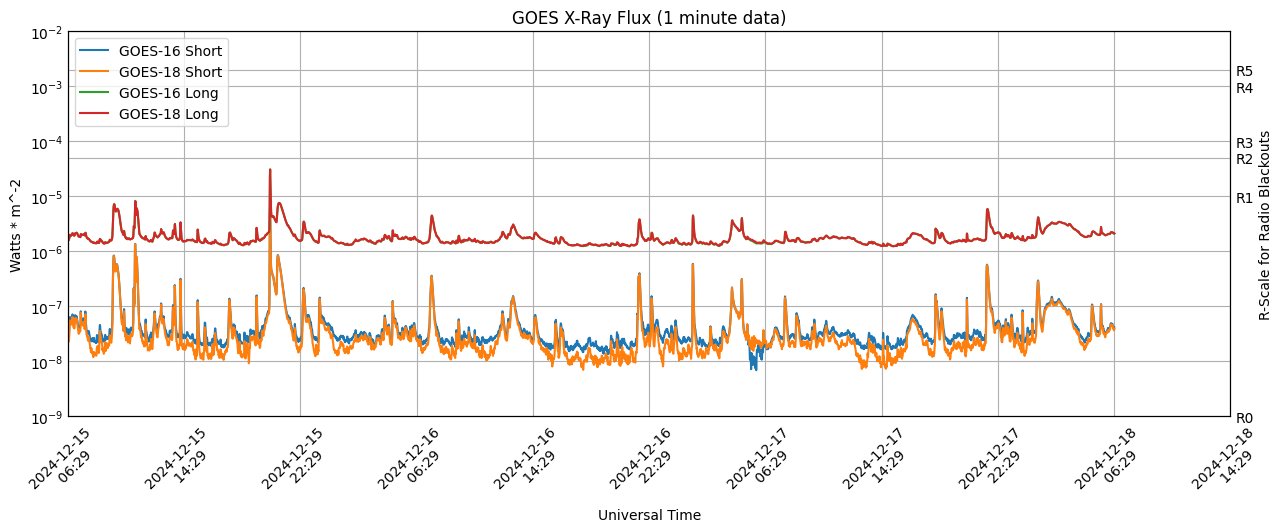 GOES X-Ray Flux (1 minute data)
GOES-16 Short
GOES-18 Short
GOES-16 Long
GOES-18 Long
Watts * m^-2
10⁻²
10⁻³
10⁻⁴
10⁻⁵
10⁻⁶
10⁻⁷
10⁻⁸
10⁻⁹
R5
R4
R3
R2
R1
R0
R-Scale for Radio Blackouts
2024-12-15
06:29
2024-12-15
14:29
2024-12-15
22:29
2024-12-16
06:29
2024-12-16
14:29
2024-12-16
22:29
2024-12-17
06:29
2024-12-17
14:29
2024-12-17
22:29
2024-12-18
06:29
2024-12-18
14:29
Universal Time